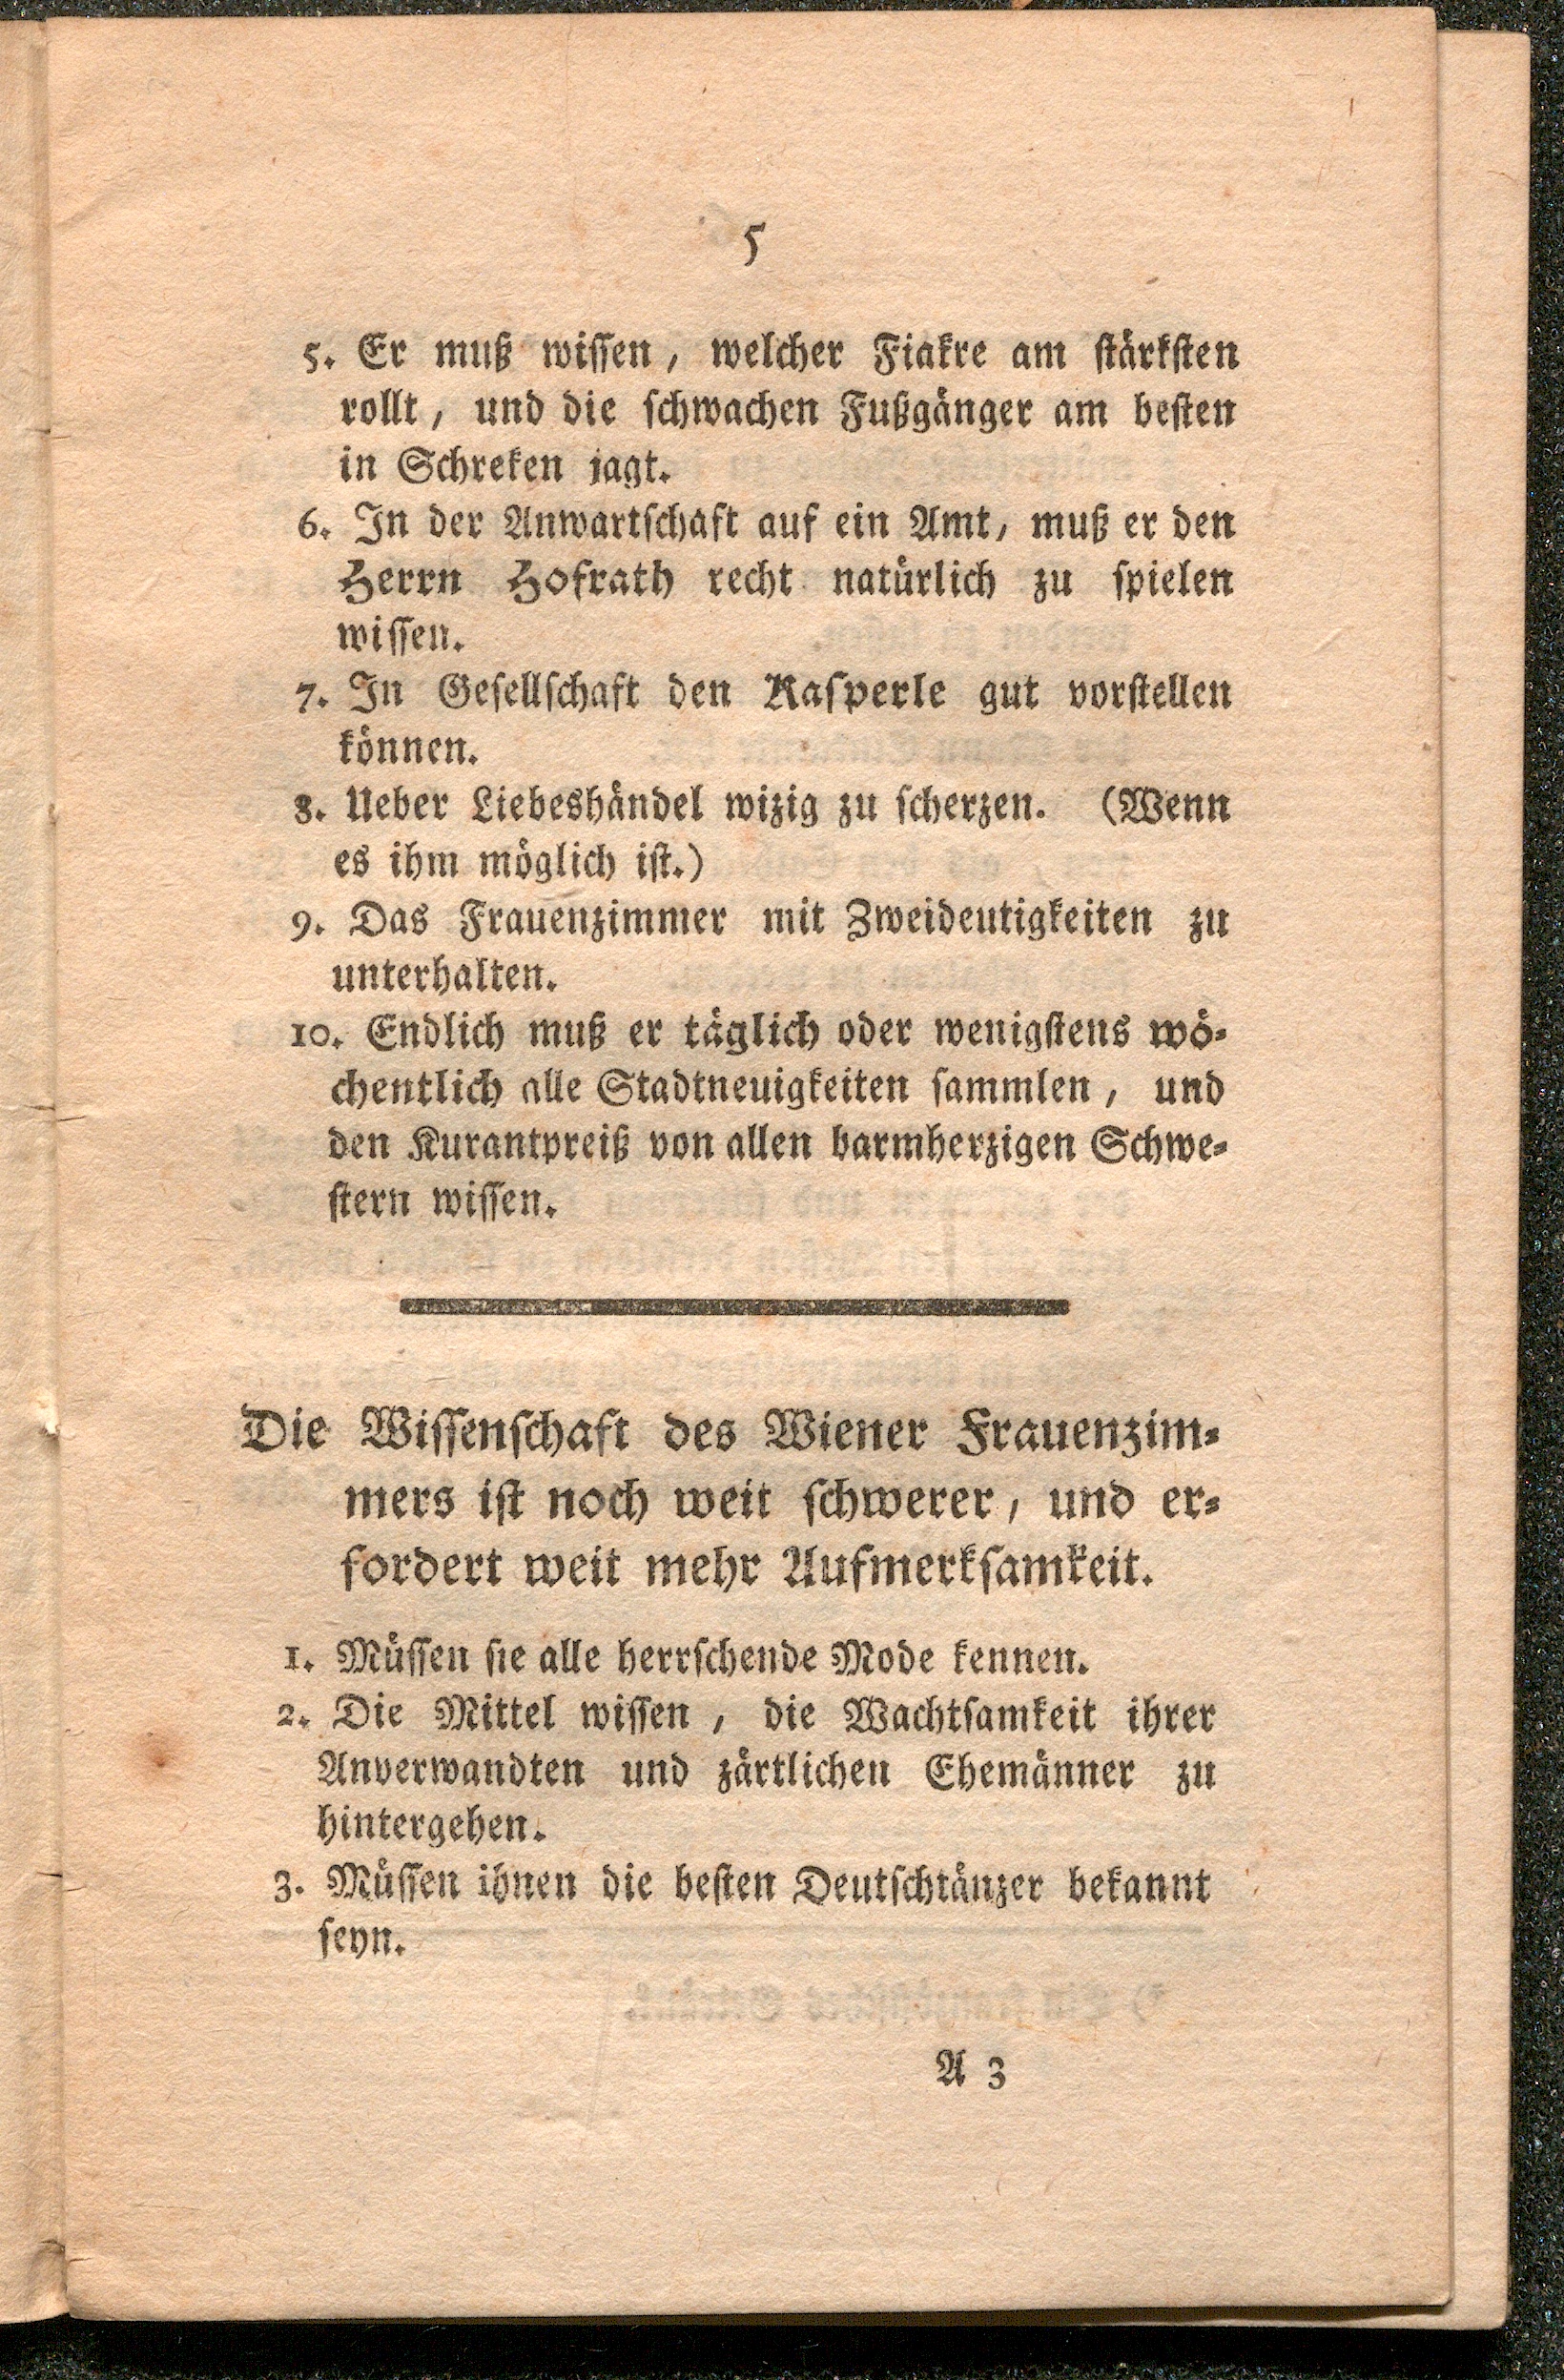 5
5. Er muß wiſſen, welcher Fiakre am ſtärkſten
rollt, und die ſchwachen Fußgänger am beſten
in Schreken jagt.
6. In der Anwartſchaft auf ein Amt, muß er den
Herrn Hofrath recht natürlich zu ſpielen
wiſſen.
7. In Geſellſchaft den Kaſperle gut vorſtellen
können.
8. Ueber Liebeshändel wizig zu ſcherzen. (Wenn
es ihm möglich iſt.)
9. Das Frauenzimmer mit Zweideutigkeiten zu
unterhalten.
10. Endlich muß er täglich oder wenigſtens wö-
chentlich alle Stadtneuigkeiten ſammlen, und
den Kurantpreiß von allen barmherzigen Schwe-
ſtern wiſſen.
Die Wiſſenſchaft des Wiener Frauenzim-
mers iſt noch weit ſchwerer, und er-
fordert weit mehr Aufmerkſamkeit.
1. Müſſen ſie alle herrſchende Mode kennen.
2. Die Mittel wiſſen, die Wachtſamkeit ihrer
Anverwandten und zärtlichen Ehemänner zu
hintergehen.
3. Müſſen ihnen die beſten Deutſchtänzer bekannt
ſeyn.
A 3